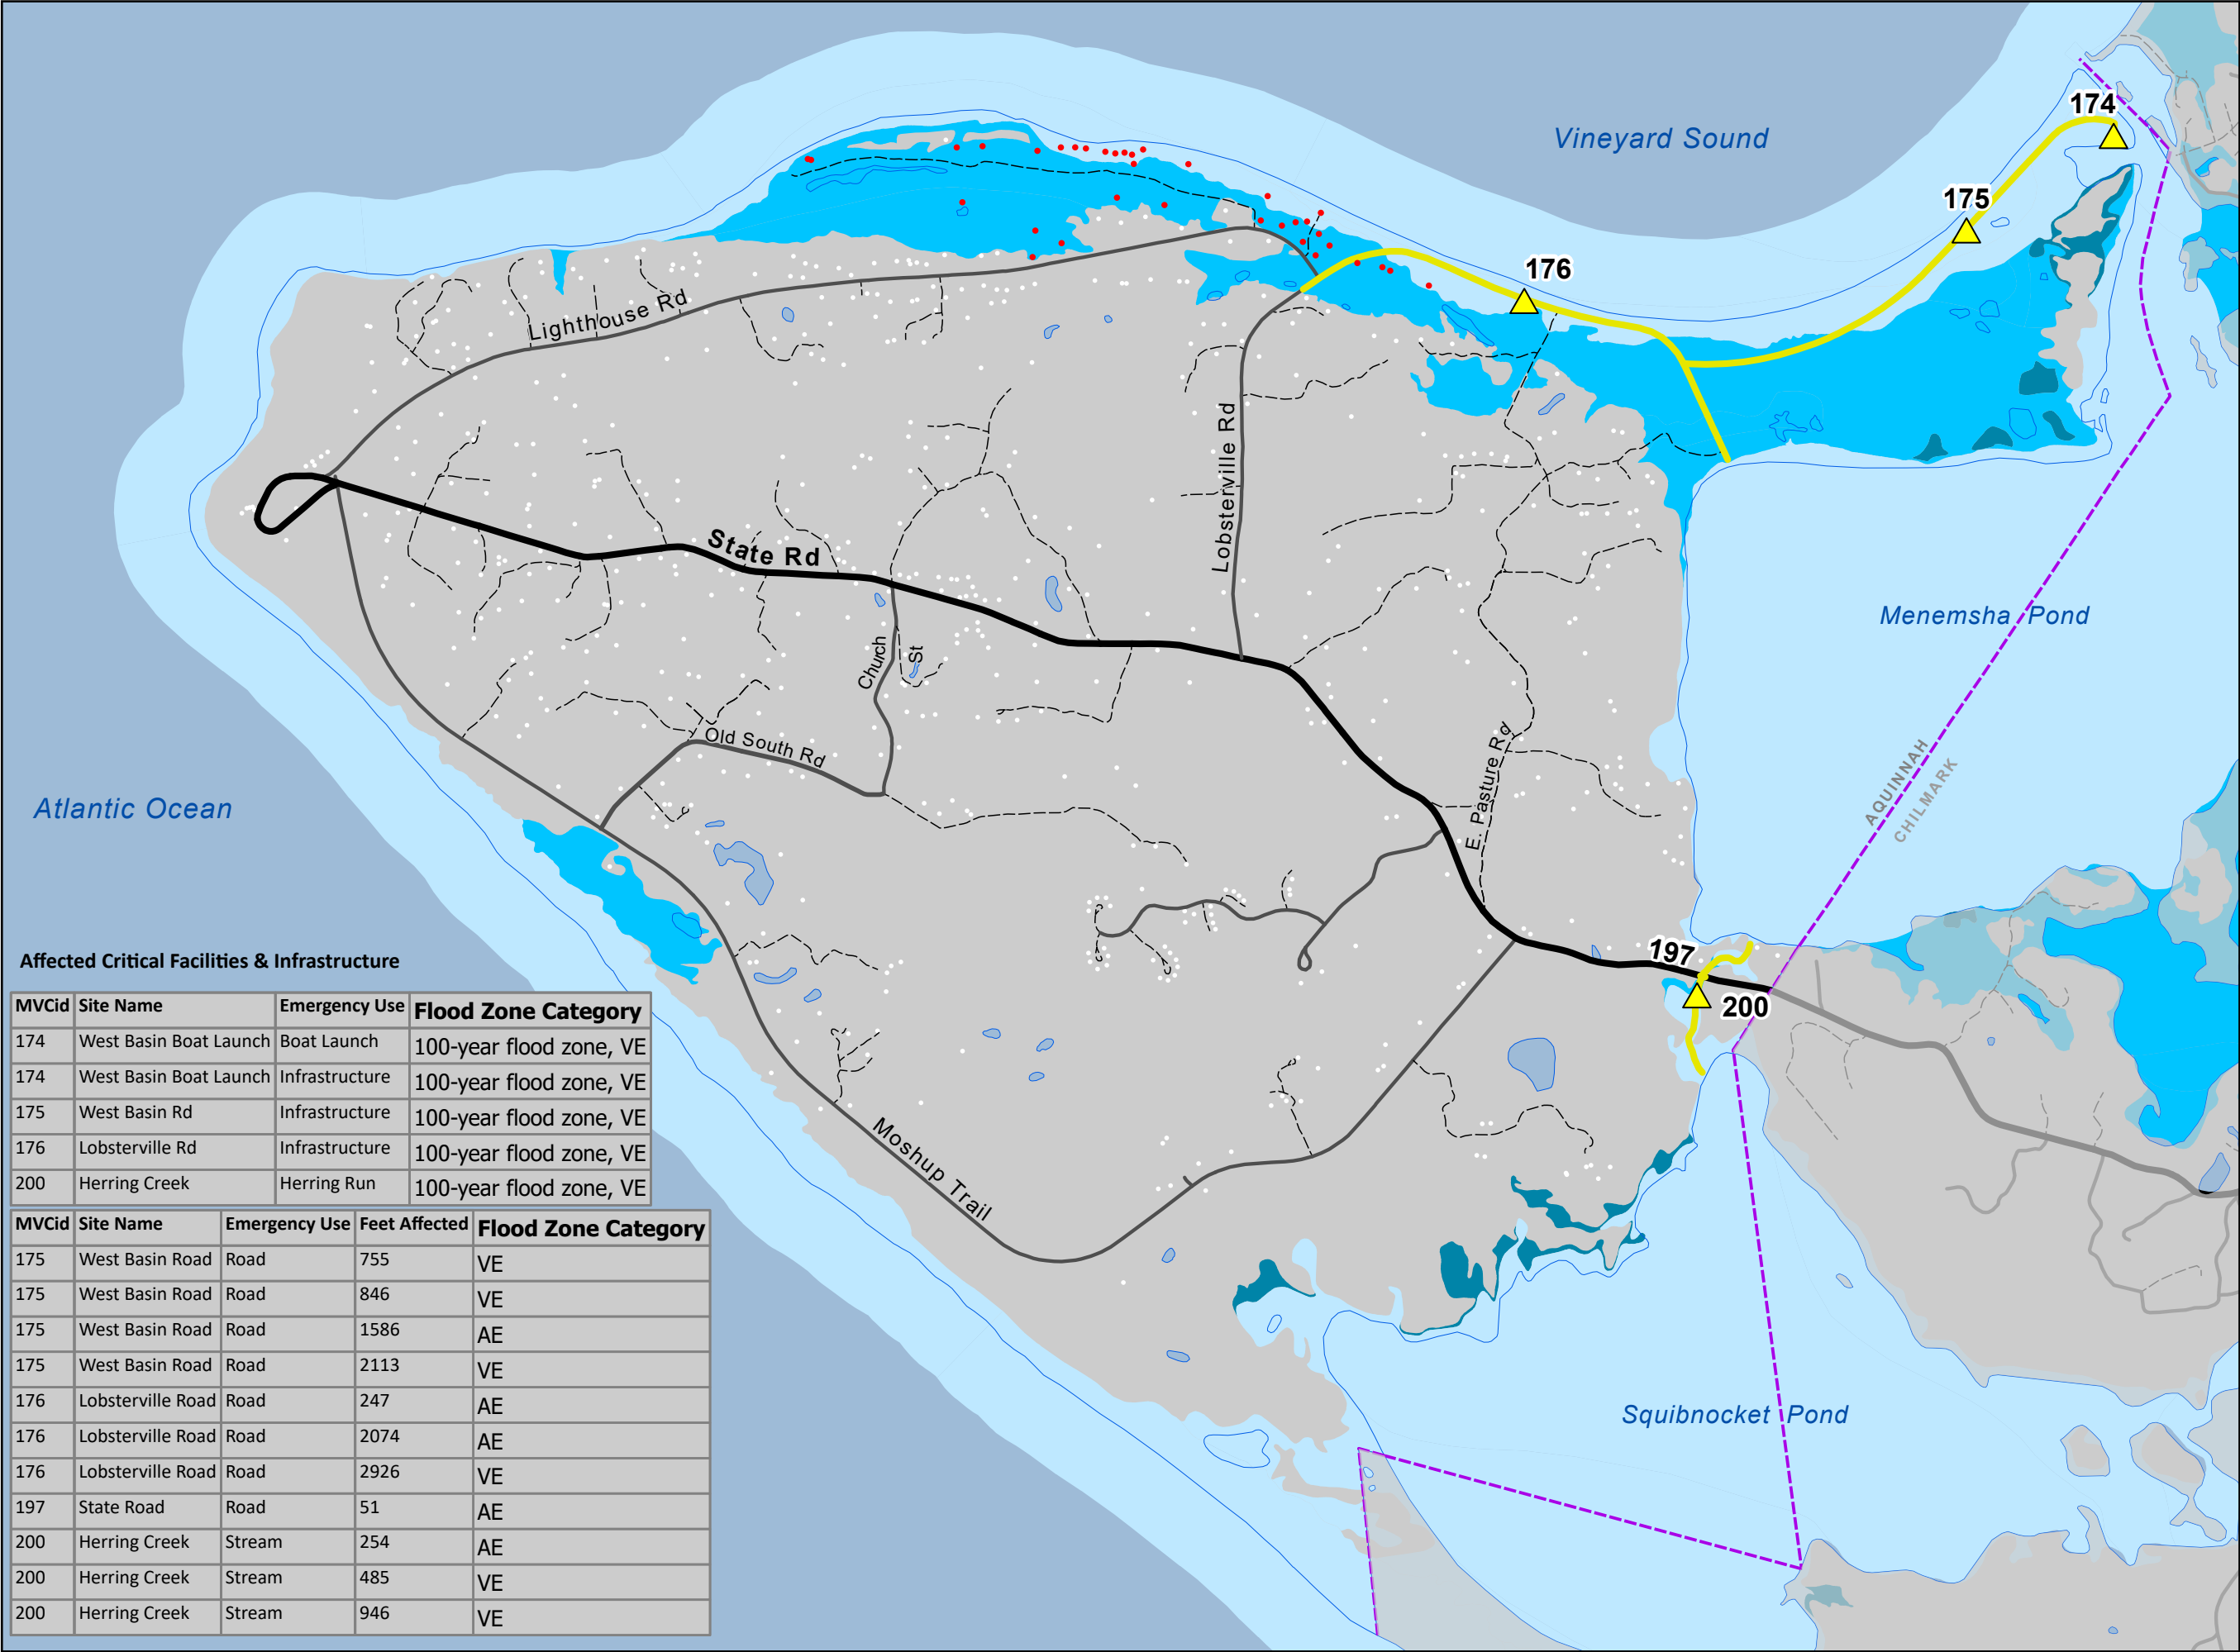 174
Vineyard Sound
175
176
Lighthouse Rd
Lobsterville Rd
State Rd
Menemsha Pond
Church St
Old South Rd
E. Pasture Rd
AQUINNAH
CHILMARK
Atlantic Ocean
197
200
Moshup Trail
Squibnocket Pond
Affected Critical Facilities & Infrastructure
MVCid Site Name Emergency Use Flood Zone Category
174 West Basin Boat Launch Boat Launch 100-year flood zone, VE
174 West Basin Boat Launch Infrastructure 100-year flood zone, VE
175 West Basin Rd Infrastructure 100-year flood zone, VE
176 Lobsterville Rd Infrastructure 100-year flood zone, VE
200 Herring Creek Herring Run 100-year flood zone, VE
MVCid Site Name Emergency Use Feet Affected Flood Zone Category
175 West Basin Road Road 755 VE
175 West Basin Road Road 846 VE
175 West Basin Road Road 1586 AE
175 West Basin Road Road 2113 VE
176 Lobsterville Road Road 247 AE
176 Lobsterville Road Road 2074 AE
176 Lobsterville Road Road 2926 VE
197 State Road Road 51 AE
200 Herring Creek Stream 254 AE
200 Herring Creek Stream 485 VE
200 Herring Creek Stream 946 VE